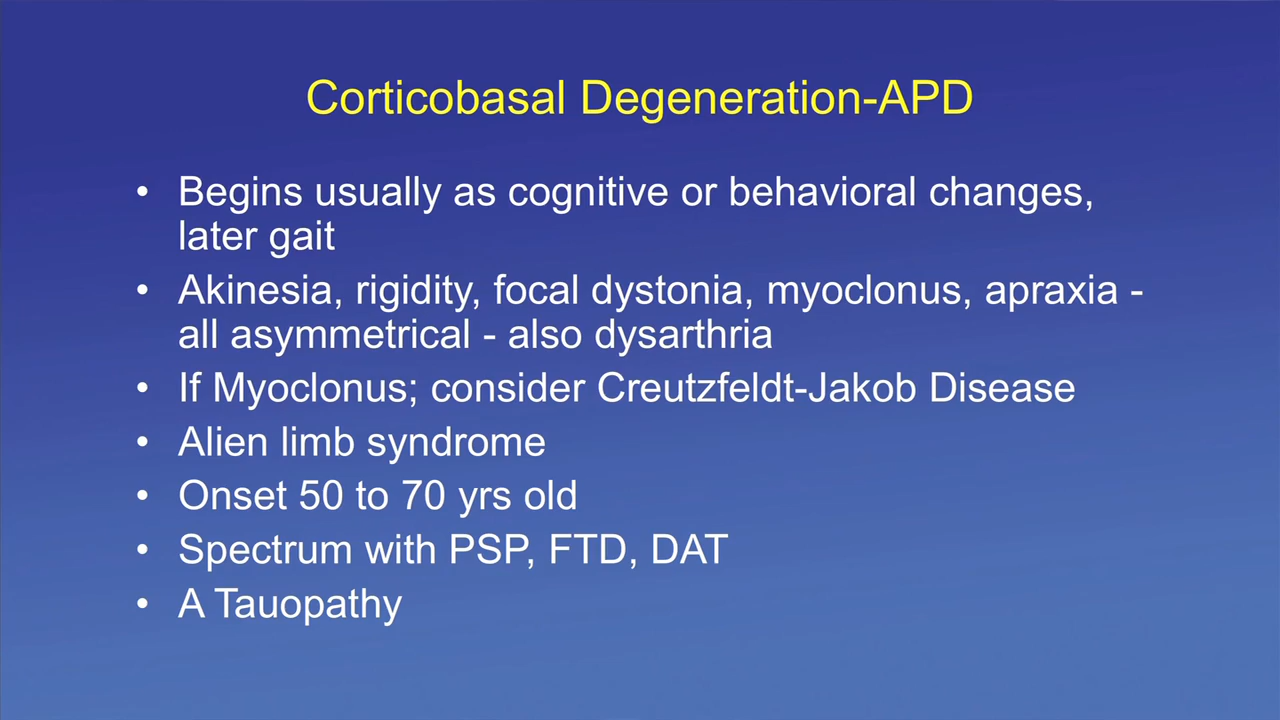 Corticobasal Degeneration-APD
• Begins usually as cognitive or behavioral changes,
later gait
• Akinesia, rigidity, focal dystonia, myoclonus, apraxia -
all asymmetrical - also dysarthria
• If Myoclonus; consider Creutzfeldt-Jakob Disease
• Alien limb syndrome
• Onset 50 to 70 yrs old
• Spectrum with PSP, FTD, DAT
• A Tauopathy